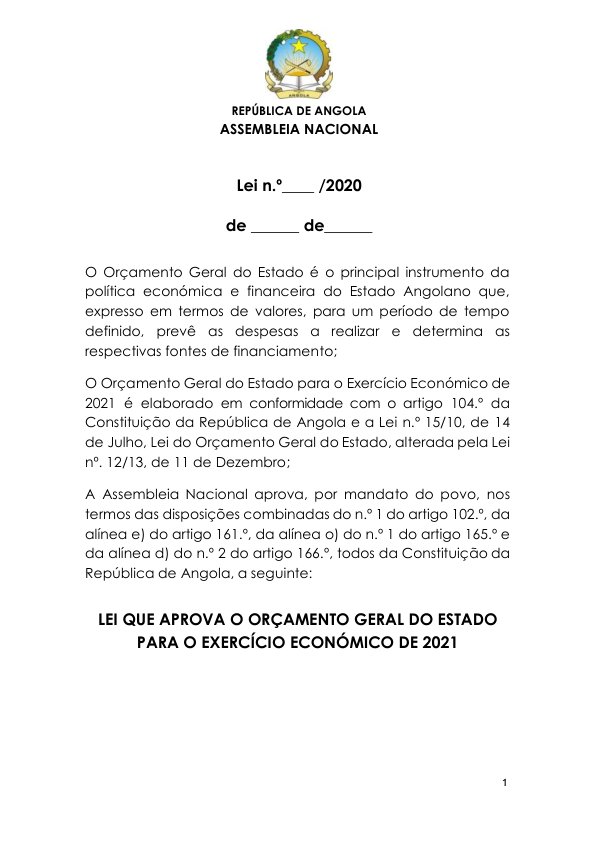 ANGOLA
REPÚBLICA DE ANGOLA
ASSEMBLEIA NACIONAL
Lei n.º____ /2020
de ______ de______
O Orçamento Geral do Estado é o principal instrumento da
política económica e financeira do Estado Angolano que,
expresso em termos de valores, para um período de tempo
definido, prevê as despesas a realizar e determina as
respectivas fontes de financiamento;
O Orçamento Geral do Estado para o Exercício Económico de
2021 é elaborado em conformidade com o artigo 104.º da
Constituição da República de Angola e a Lei n.º 15/10, de 14
de Julho, Lei do Orçamento Geral do Estado, alterada pela Lei
nº. 12/13, de 11 de Dezembro;
A Assembleia Nacional aprova, por mandato do povo, nos
termos das disposições combinadas do n.º 1 do artigo 102.º, da
alínea e) do artigo 161.º, da alínea o) do n.º 1 do artigo 165.º e
da alínea d) do n.º 2 do artigo 166.º, todos da Constituição da
República de Angola, a seguinte:
LEI QUE APROVA O ORÇAMENTO GERAL DO ESTADO
PARA O EXERCÍCIO ECONÓMICO DE 2021
1